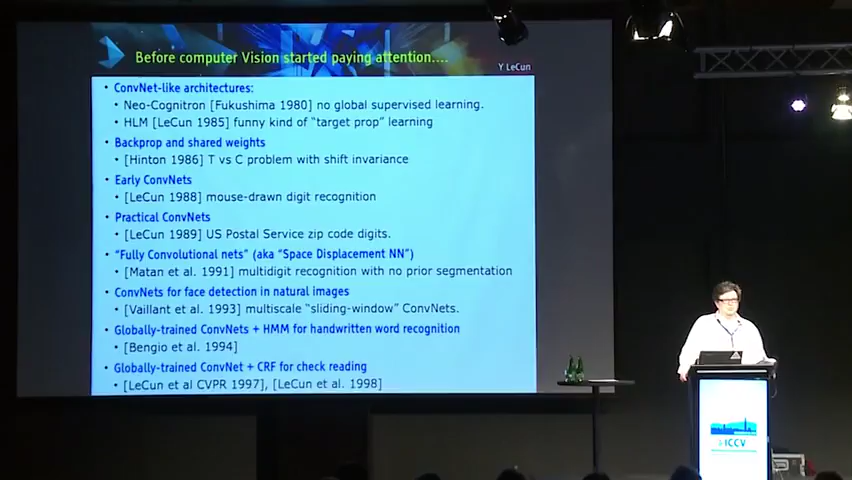 Before computer Vision started paying attention....
Y LeCun
• ConvNet-like architectures:
• Neo-Cognitron [Fukushima 1980] no global supervised learning.
• HLM [LeCun 1985] funny kind of "target prop" learning
• Backprop and shared weights
• [Hinton 1986] T vs C problem with shift invariance
• Early ConvNets
• [LeCun 1988] mouse-drawn digit recognition
• Practical ConvNets
• [LeCun 1989] US Postal Service zip code digits.
• "Fully Convolutional nets" (aka "Space Displacement NN")
• [Matan et al. 1991] multidigit recognition with no prior segmentation
• ConvNets for face detection in natural images
• [Vaillant et al. 1993] multiscale "sliding-window" ConvNets.
• Globally-trained ConvNets + HMM for handwritten word recognition
• [Bengio et al. 1994]
• Globally-trained ConvNet + CRF for check reading
• [LeCun et al CVPR 1997], [LeCun et al. 1998]
ICCV